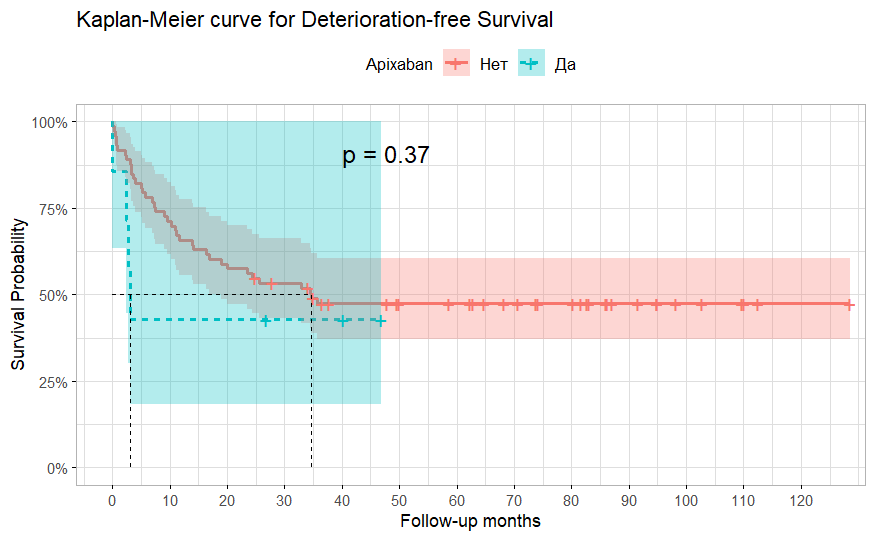 Kaplan-Meier curve for Deterioration-free Survival
Apixaban Нет Да
p = 0.37
100%
75%
50%
25%
0%
Survival Probability
0 10 20 30 40 50 60 70 80 90 100 110 120
Follow-up months